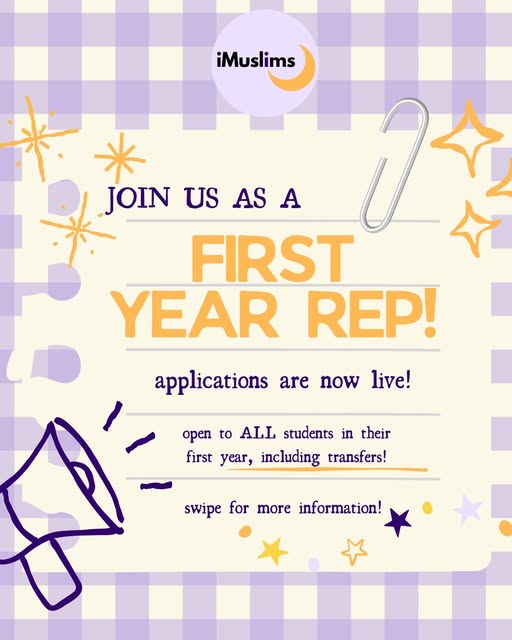 iMuslims
JOIN US AS A
FIRST
YEAR REP!
applications are now live!
open to ALL students in their
first year, including transfers!
swipe for more information!